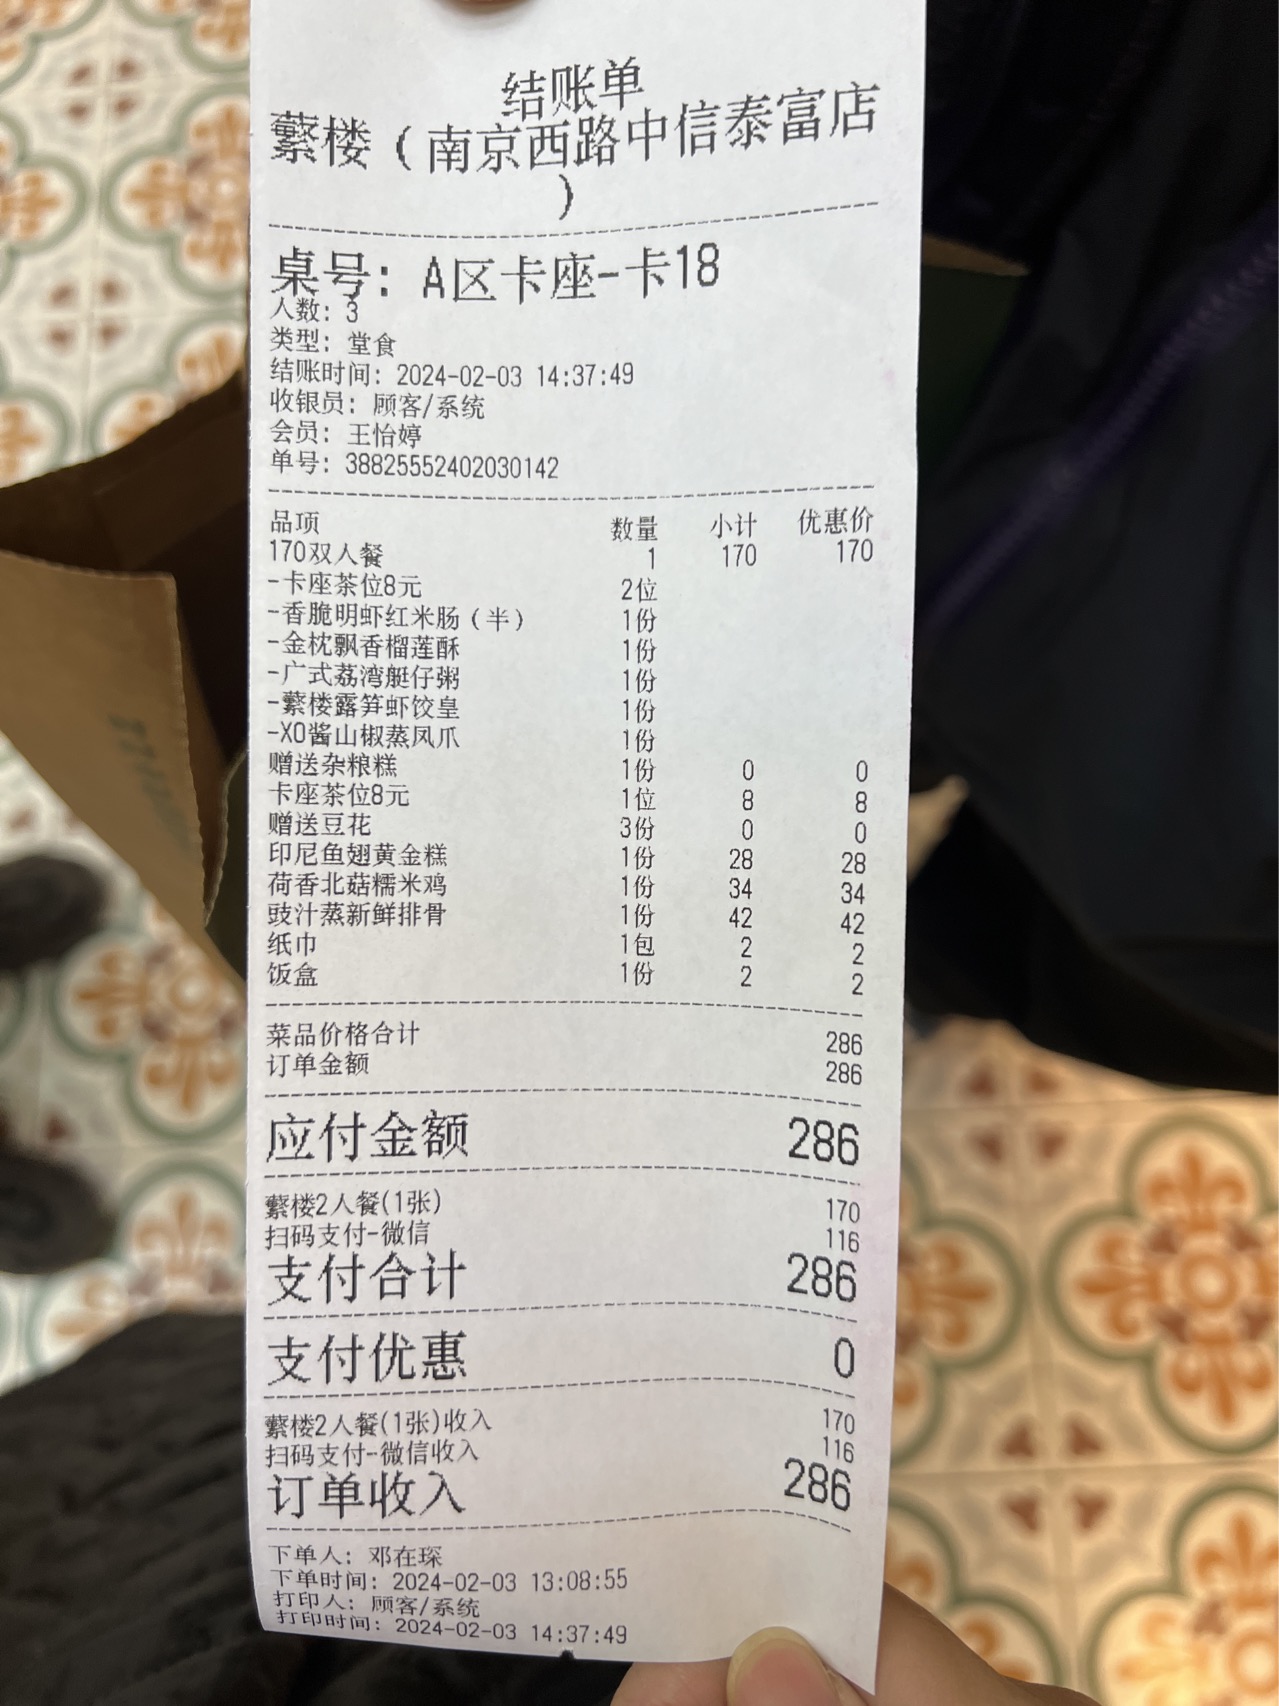 结账单
蘩楼（南京西路中信泰富店
）
桌号：A区卡座-卡18
人数：3
类型：堂食
结账时间：2024-02-03 14:37:49
收银员：顾客/系统
会员：王怡婷
单号：38825552402030142
品项 数量 小计 优惠价
170双人餐 1 170 170
-卡座茶位8元 2位
-香脆明虾红米肠（半） 1份
-金枕飘香榴莲酥 1份
-广式荔湾艇仔粥 1份
-蘩楼露笋虾饺皇 1份
-XO酱山椒蒸凤爪 1份
赠送杂粮糕 1份 0 0
卡座茶位8元 1位 8 8
赠送豆花 3份 0 0
印尼鱼翅黄金糕 1份 28 28
荷香北菇糯米鸡 1份 34 34
豉汁蒸新鲜排骨 1份 42 42
纸巾 1包 2 2
饭盒 1份 2 2
菜品价格合计 286
订单金额 286
应付金额 286
蘩楼2人餐(1张) 170
扫码支付-微信 116
支付合计 286
支付优惠 0
蘩楼2人餐(1张)收入 170
扫码支付-微信收入 116
订单收入 286
下单人：邓在琛
下单时间：2024-02-03 13:08:55
打印人：顾客/系统
打印时间：2024-02-03 14:37:49